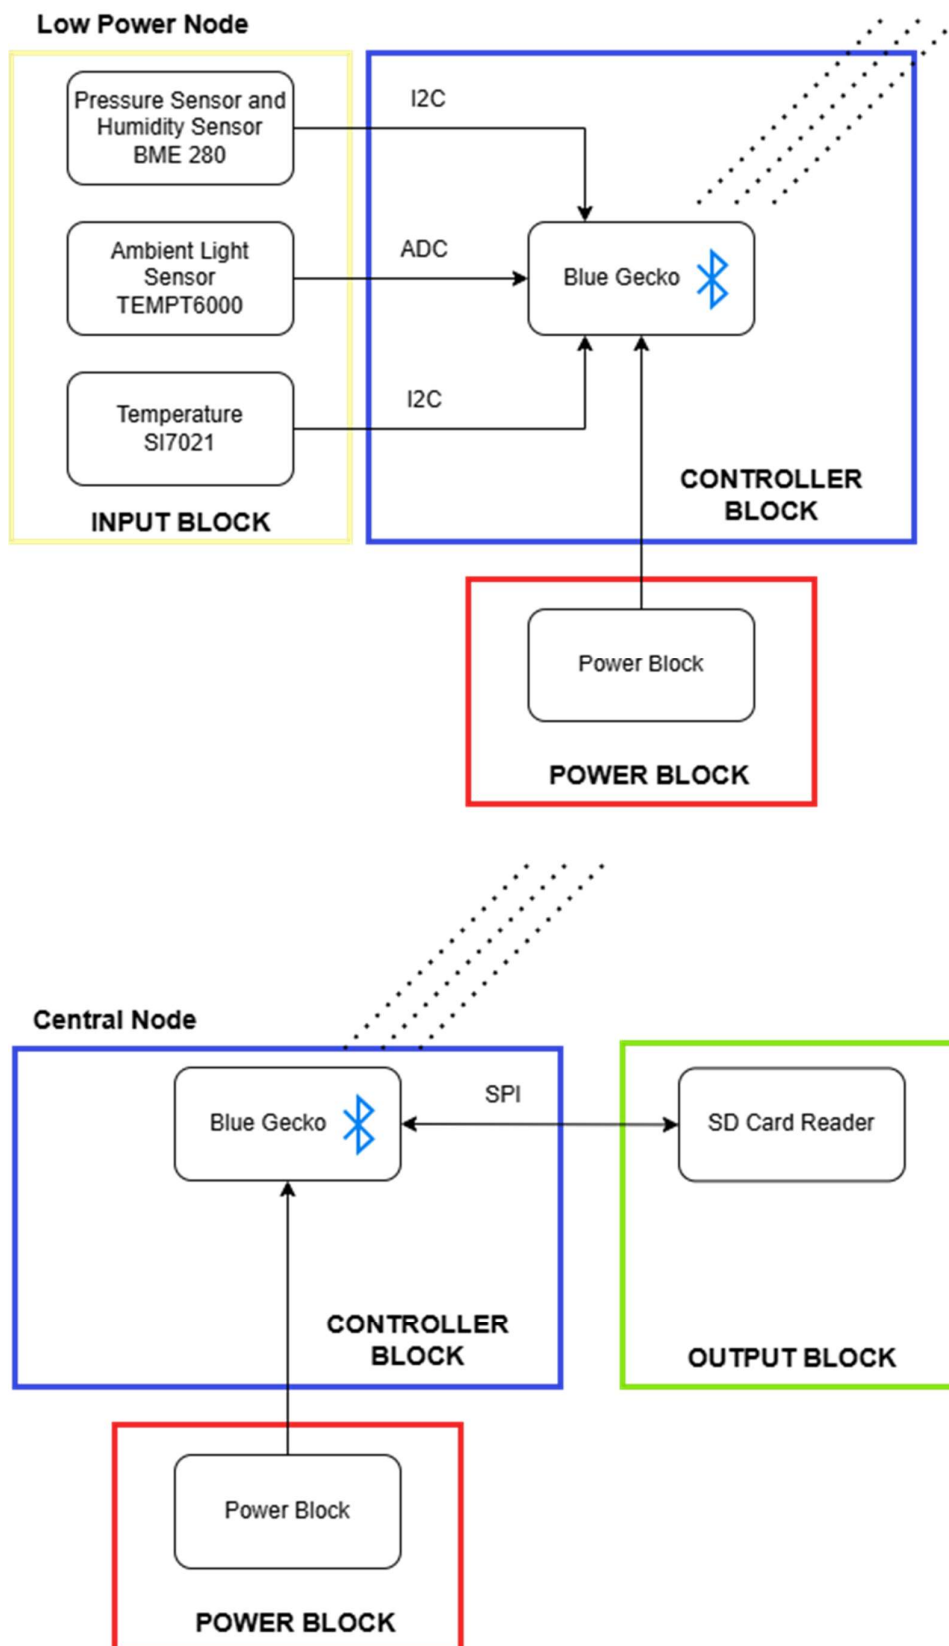 Low Power Node
Pressure Sensor and
Humidity Sensor
BME 280
I2C
Ambient Light
Sensor
TEMPT6000
ADC
Blue Gecko
Temperature
SI7021
I2C
INPUT BLOCK
CONTROLLER
BLOCK
Power Block
POWER BLOCK
Central Node
Blue Gecko
SPI
SD Card Reader
CONTROLLER
BLOCK
OUTPUT BLOCK
Power Block
POWER BLOCK